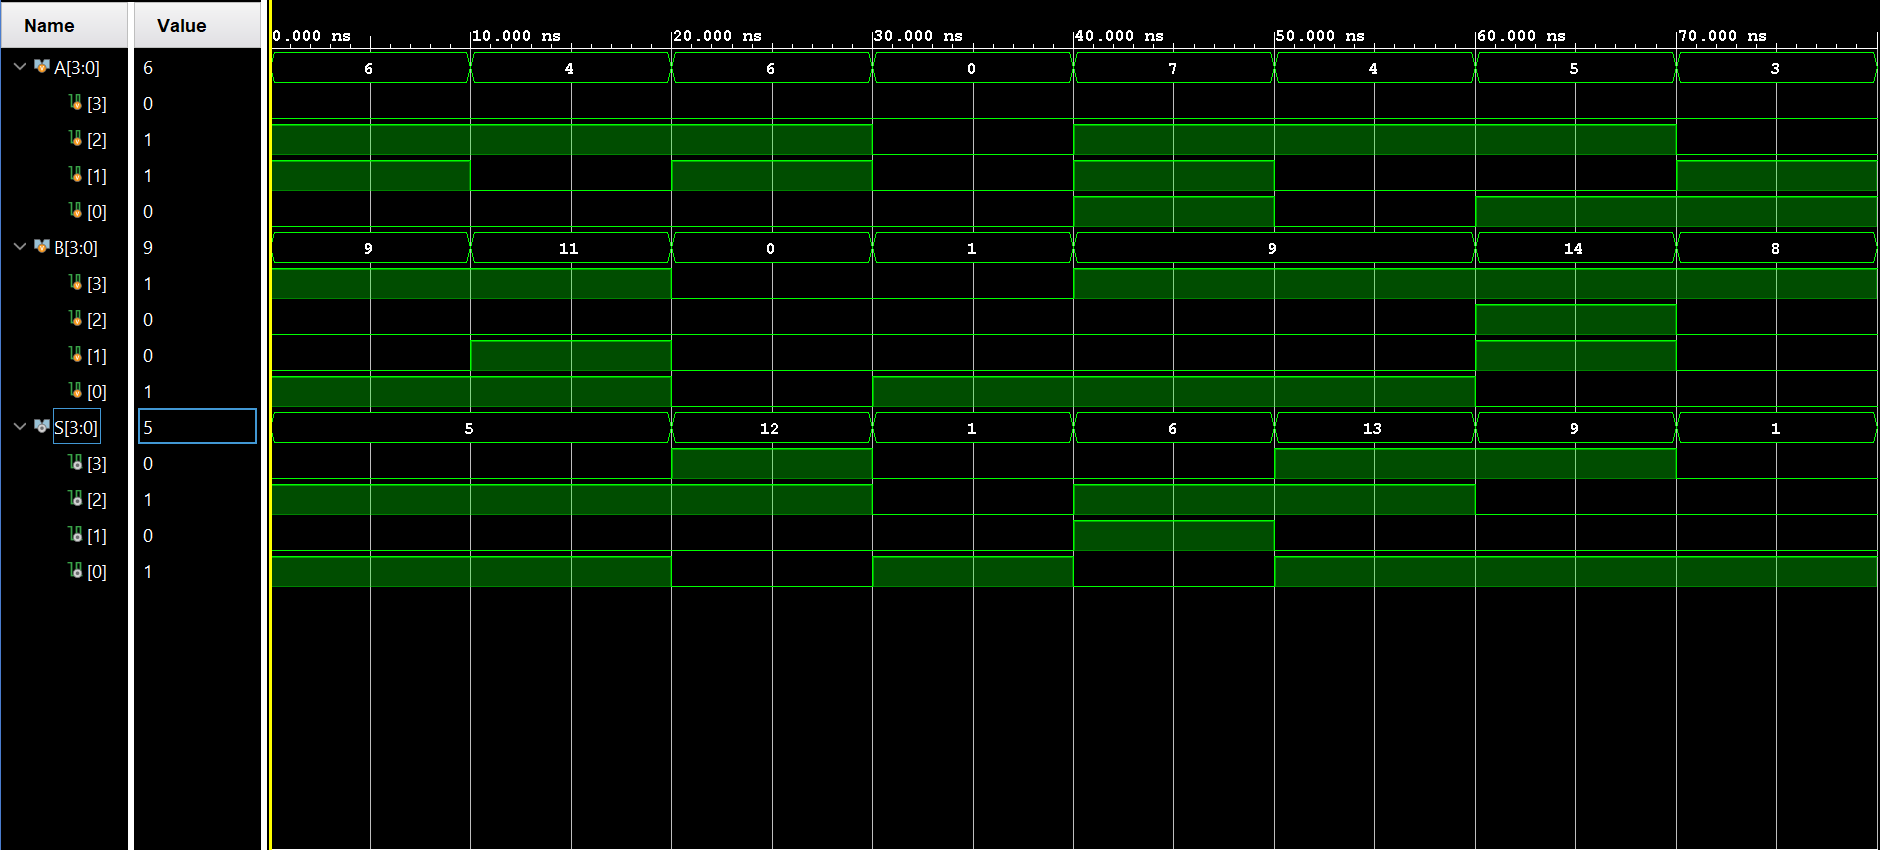 Name Value
0.000 ns 10.000 ns 20.000 ns 30.000 ns 40.000 ns 50.000 ns 60.000 ns 70.000 ns
A[3:0] 6 6 4 6 0 7 4 5 3
[3] 0
[2] 1
[1] 1
[0] 0
B[3:0] 9 9 11 0 1 9 14 8
[3] 1
[2] 0
[1] 0
[0] 1
S[3:0] 5 5 12 1 6 13 9 1
[3] 0
[2] 1
[1] 0
[0] 1